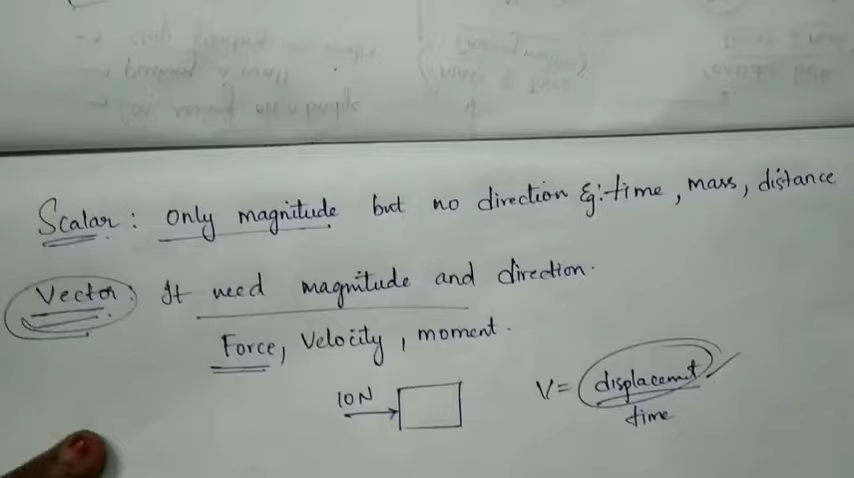 Scalar: only magnitude but no direction Eg: time, mass, distance
Vector: It need magnitude and direction.
Force, Velocity, moment.
10N
V = displacemet
time